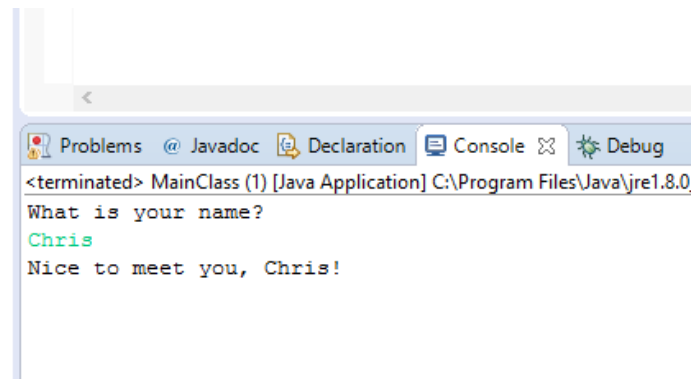 Problems @ Javadoc Declaration Console Debug
<terminated> MainClass (1) [Java Application] C:\Program Files\Java\jre1.8.0_
What is your name?
Chris
Nice to meet you, Chris!